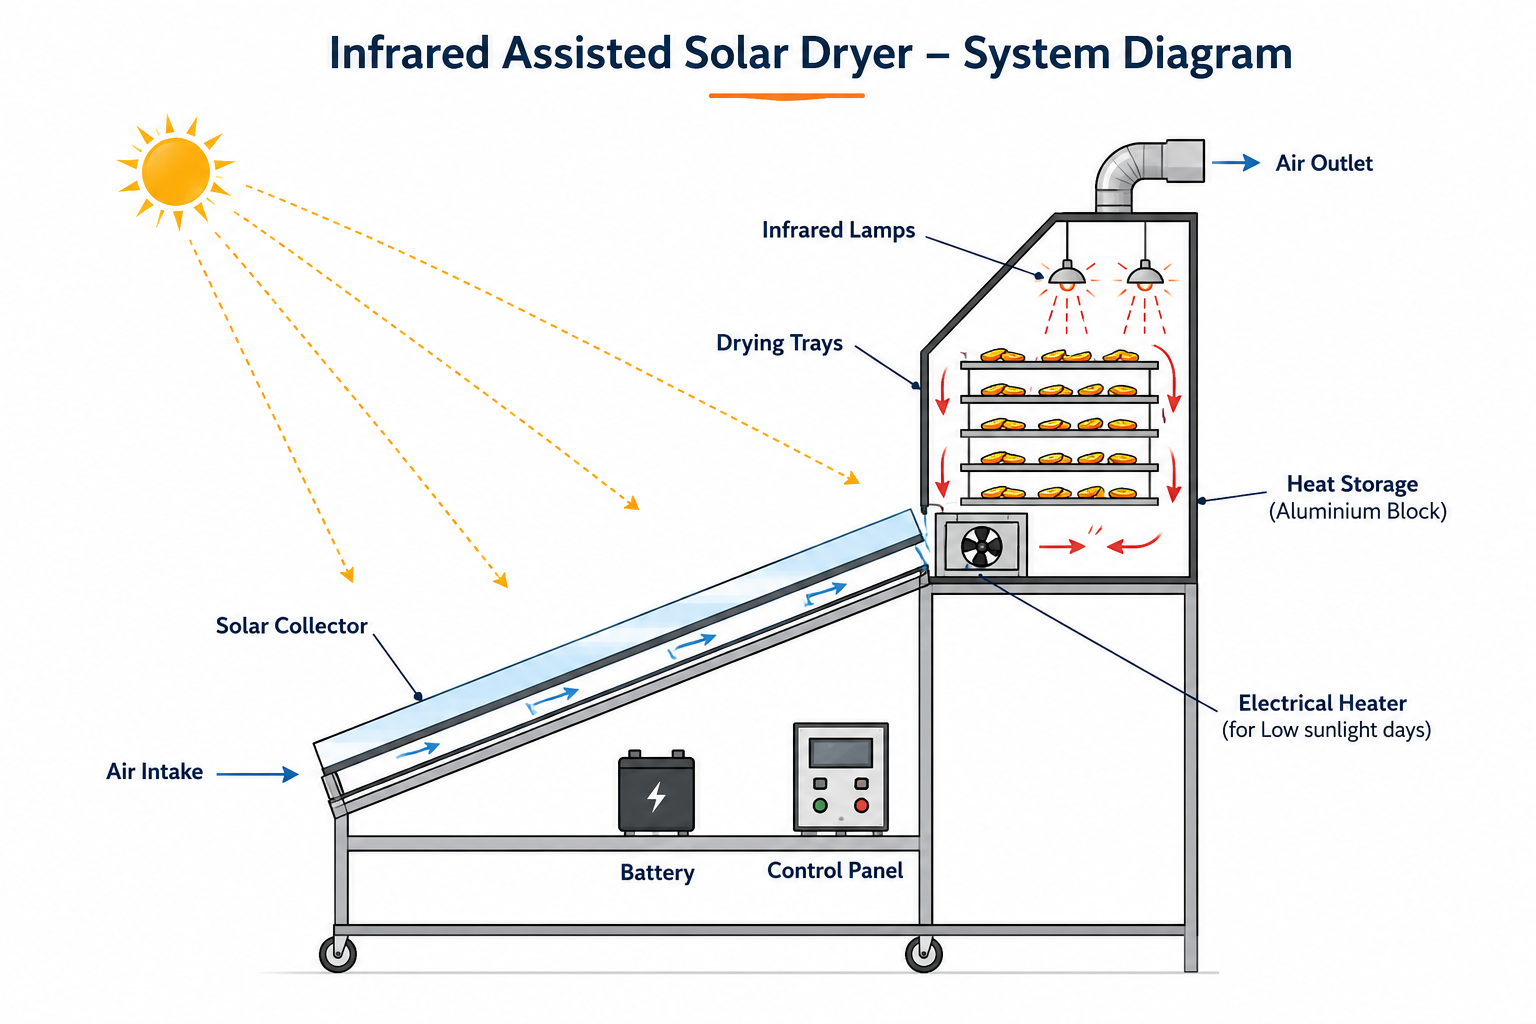 Infrared Assisted Solar Dryer – System Diagram
Air Outlet
Infrared Lamps
Drying Trays
Heat Storage
(Aluminium Block)
Solar Collector
Electrical Heater
(for Low sunlight days)
Air Intake
Battery
Control Panel